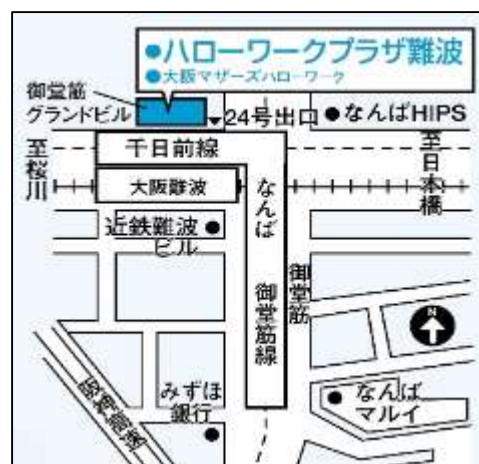 ●ハローワークプラザ難波
●大阪マザーズハローワーク
御堂筋
グランドビル
▼24号出口
●なんばHIPS
至桜川
千日前線
至日本橋
大阪難波
なんば
近鉄難波●
ビル
御堂筋線
御堂筋
N
阪神高速
みずほ
銀行
●
●なんば
マルイ